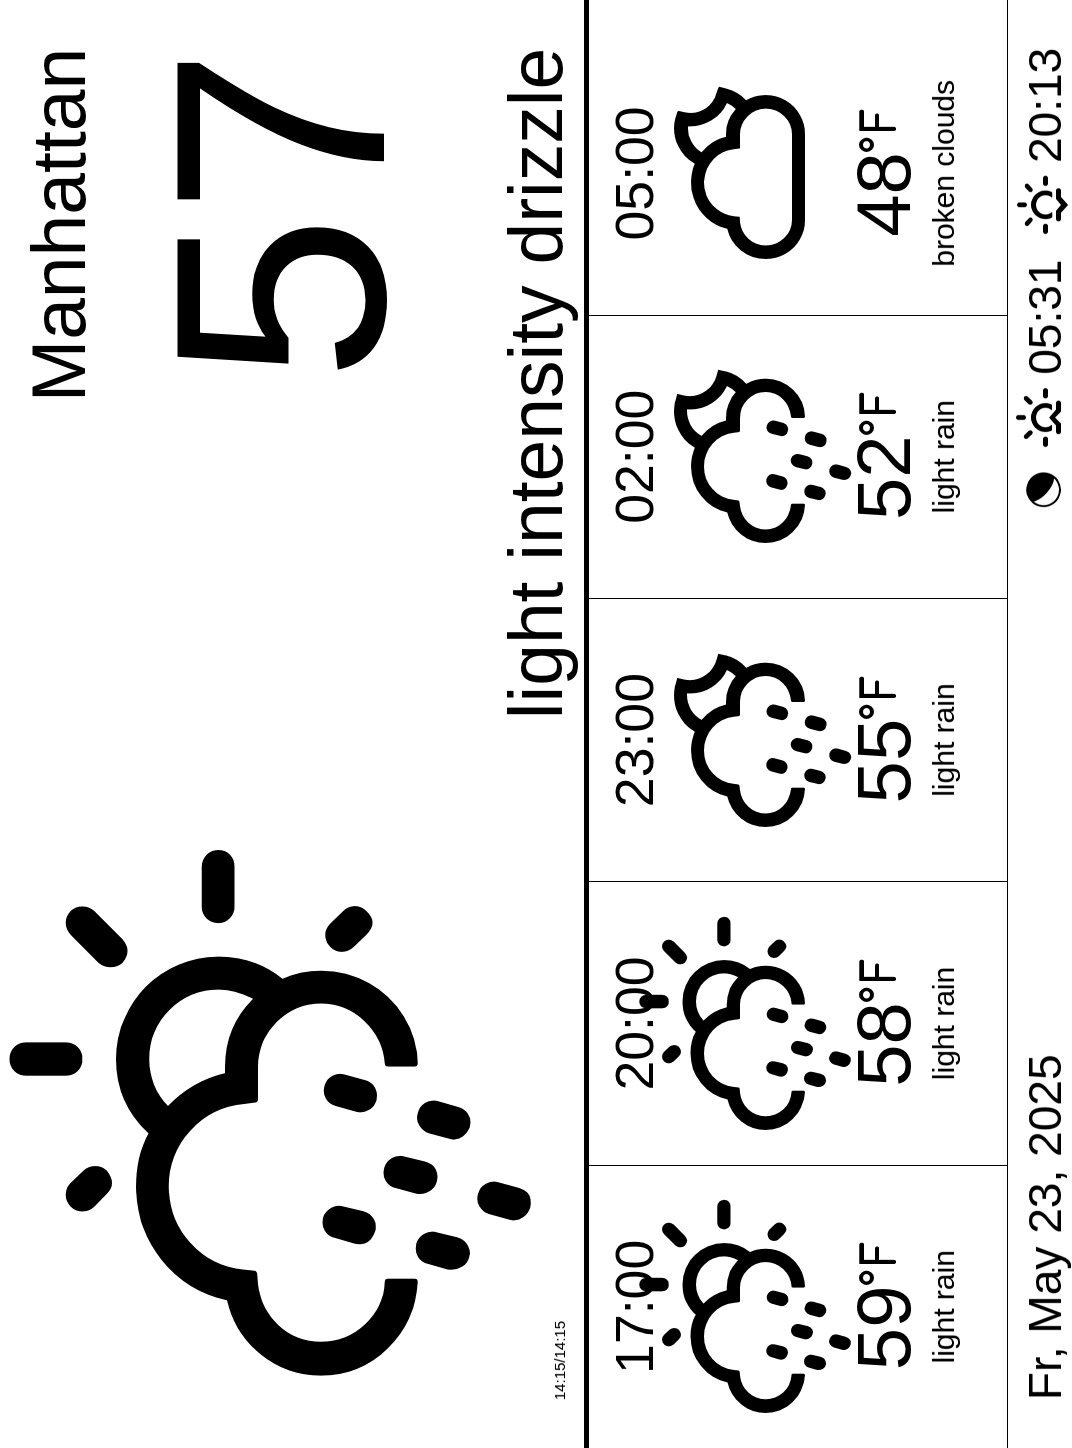 Manhattan
57
light intensity drizzle
14:15/14:15
17:00
59°F
light rain
20:00
58°F
light rain
23:00
55°F
light rain
02:00
52°F
light rain
05:00
48°F
broken clouds
Fr, May 23, 2025
05:31
20:13